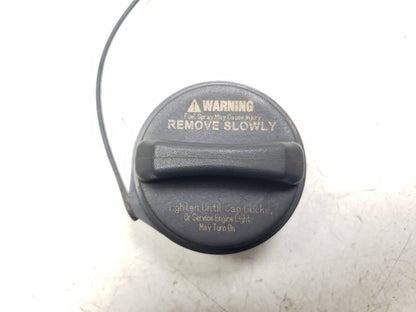 ⚠ WARNING
Fuel Spray May Cause Injury
REMOVE SLOWLY
Tighten Until Cap Clicks,
Or Service Engine Light
May Turn On